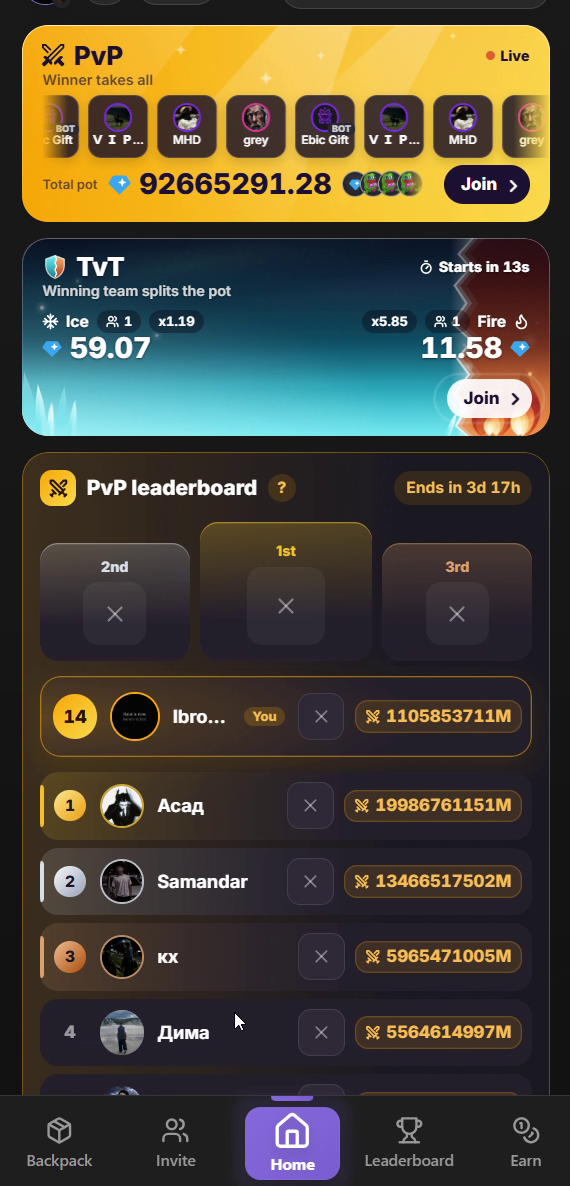 PvP
Live
Winner takes all
BOT
c Gift
V I P...
MHD
grey
BOT
Ebic Gift
V I P...
MHD
grey
Total pot 92665291.28 Join
TvT
Starts in 13s
Winning team splits the pot
Ice 1 x1.19 x5.85 1 Fire
59.07 11.58
Join
PvP leaderboard ? Ends in 3d 17h
1st
2nd
3rd
14 Ibro... You 1105853711M
1 Асад 19986761151M
2 Samandar 13466517502M
3 кх 5965471005M
4 Дима 5564614997M
Backpack Invite Home Leaderboard Earn